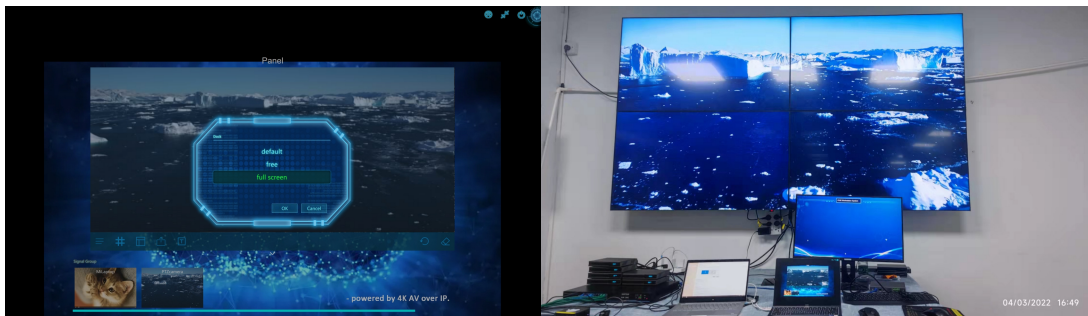 Panel
default
free
full screen
OK
Cancel
Signal Group
- powered by 4K AV over IP.
04/03/2022 16:49